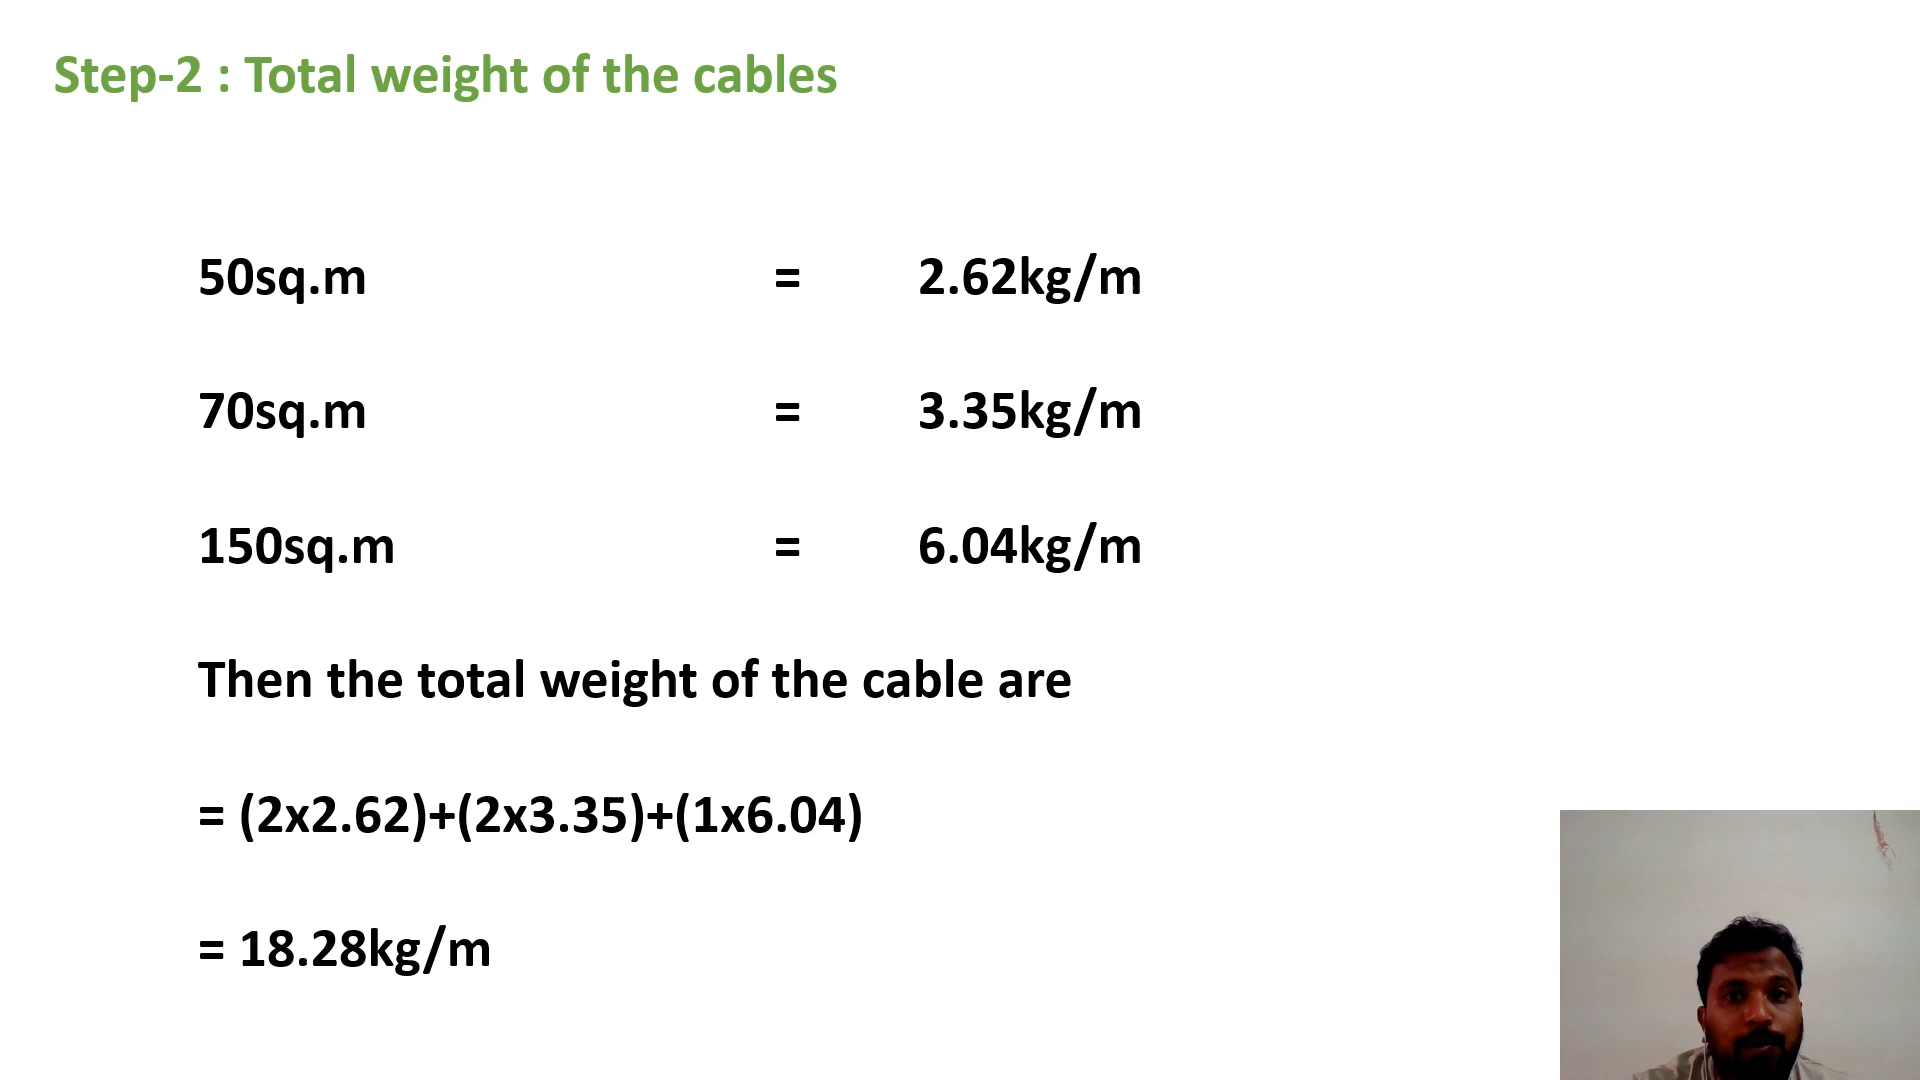 Step-2 : Total weight of the cables
50sq.m = 2.62kg/m
70sq.m = 3.35kg/m
150sq.m = 6.04kg/m
Then the total weight of the cable are
= (2x2.62)+(2x3.35)+(1x6.04)
= 18.28kg/m